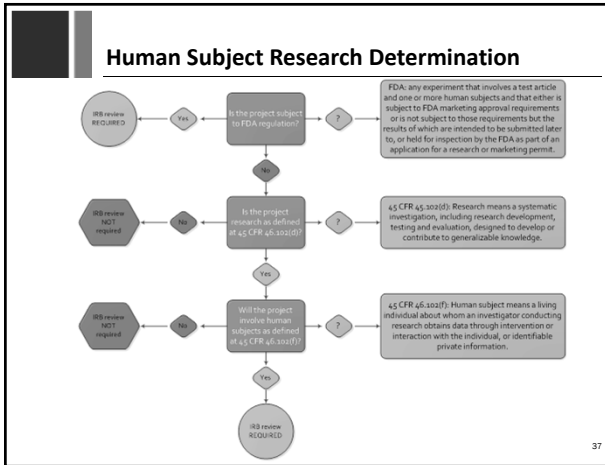 Human Subject Research Determination
IRB review
REQUIRED
Yes
Is the project subject
to FDA regulation?
?
FDA: any experiment that involves a test article
and one or more human subjects and that either is
subject to FDA marketing approval requirements
or is not subject to those requirements but the
results of which are intended to be submitted later
to, or held for inspection by the FDA as part of an
application for a research or marketing permit.
No
IRB review
NOT
required
No
Is the project
research as defined
at 45 CFR 46.102(d)?
?
45 CFR 45.102(d): Research means a systematic
investigation, including research development,
testing and evaluation, designed to develop or
contribute to generalizable knowledge.
Yes
IRB review
NOT
required
No
Will the project
involve human
subjects as defined
at 45 CFR 46.102(f)?
?
45 CFR 46.102(f): Human subject means a living
individual about whom an investigator conducting
research obtains data through intervention or
interaction with the individual, or identifiable
private information.
Yes
IRB review
REQUIRED
37